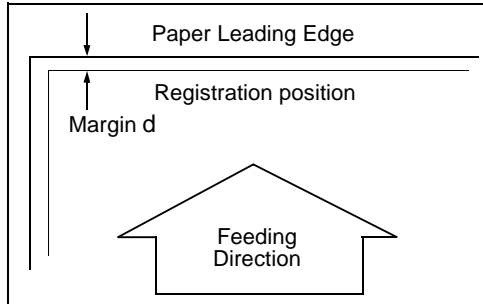 Paper Leading Edge
Registration position
Margin d
Feeding
Direction